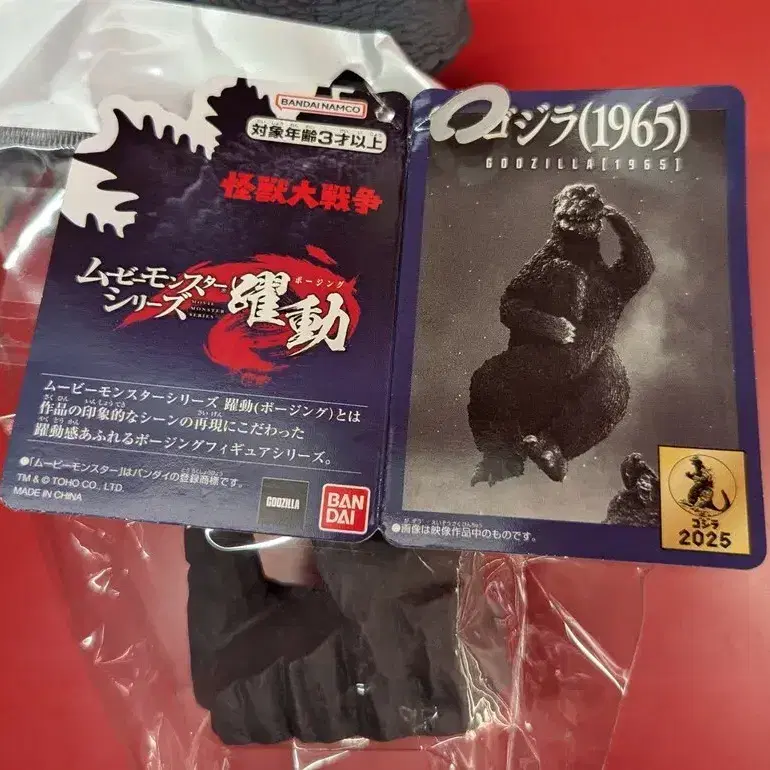 BANDAI NAMCO
対象年齢3才以上
怪獣大戦争
ムービーモンスター
シリーズ
MOVIE
MONSTER
SERIES
ポージング
躍動
ムービーモンスターシリーズ 躍動(ポージング)とは
作品の印象的なシーンの再現にこだわった
躍動感あふれるポージングフィギュアシリーズ。
●「ムービーモンスター」はバンダイの登録商標です。
TM & © TOHO CO., LTD.
MADE IN CHINA
GODZILLA
BAN
DAI
ゴジラ(1965)
GODZILLA[1965]
●画像は映像作品中のものです。
ゴジラ
2025